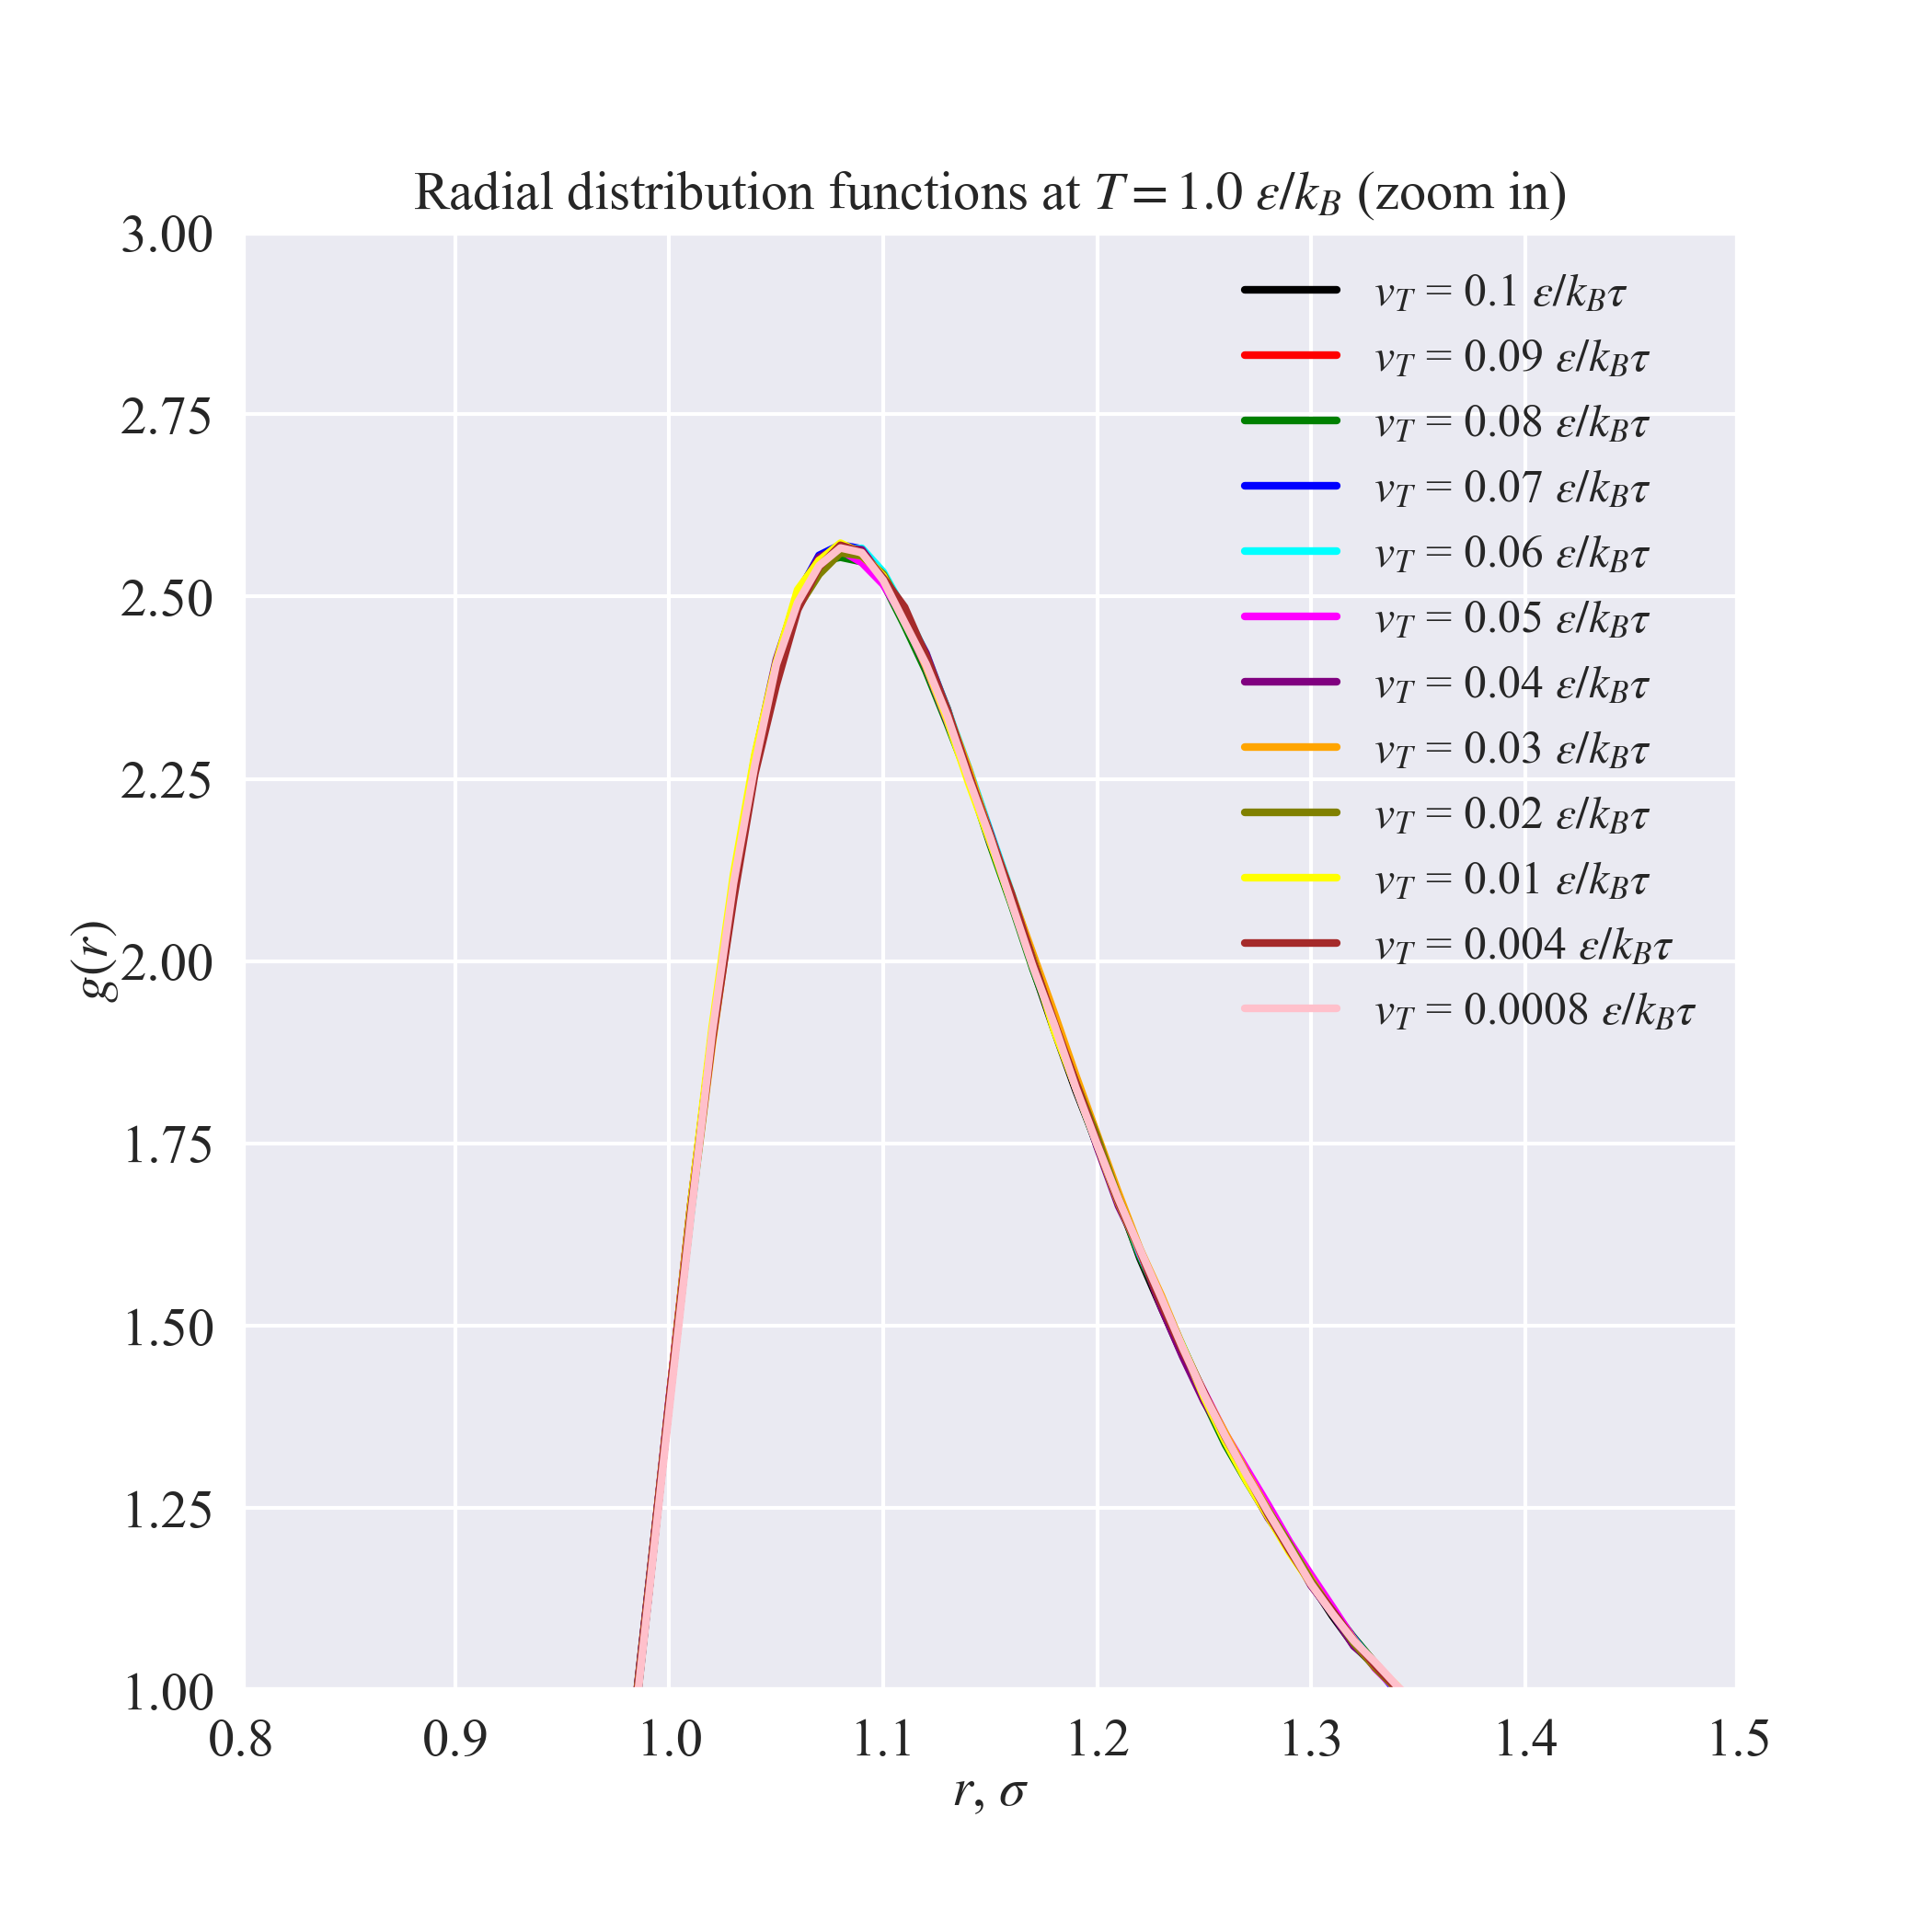 Radial distribution functions at T = 1.0 ε/k_B (zoom in)
3.00
2.75
2.50
2.25
2.00
1.75
1.50
1.25
1.00
g(r)
v_T = 0.1 ε/k_Bτ
v_T = 0.09 ε/k_Bτ
v_T = 0.08 ε/k_Bτ
v_T = 0.07 ε/k_Bτ
v_T = 0.06 ε/k_Bτ
v_T = 0.05 ε/k_Bτ
v_T = 0.04 ε/k_Bτ
v_T = 0.03 ε/k_Bτ
v_T = 0.02 ε/k_Bτ
v_T = 0.01 ε/k_Bτ
v_T = 0.004 ε/k_Bτ
v_T = 0.0008 ε/k_Bτ
0.8 0.9 1.0 1.1 1.2 1.3 1.4 1.5
r, σ